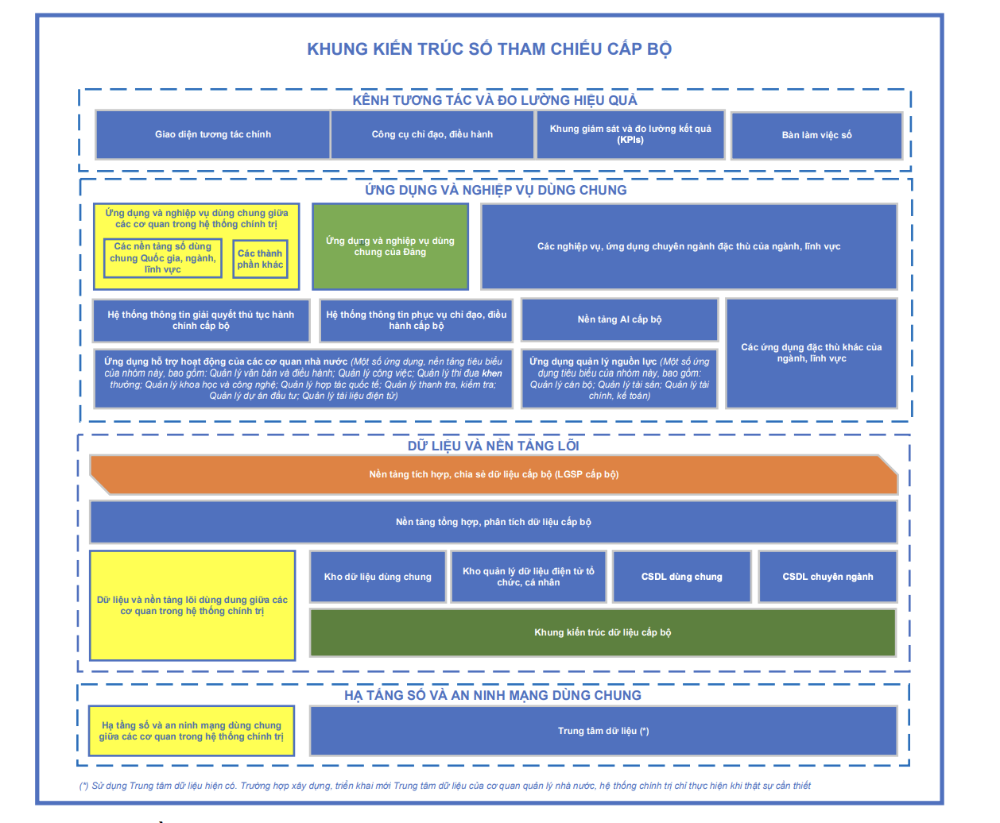 KHUNG KIẾN TRÚC SỐ THAM CHIẾU CẤP BỘ
KÊNH TƯƠNG TÁC VÀ ĐO LƯỜNG HIỆU QUẢ
Giao diện tương tác chính
Công cụ chỉ đạo, điều hành
Khung giám sát và đo lường kết quả
(KPIs)
Bàn làm việc số
ỨNG DỤNG VÀ NGHIỆP VỤ DÙNG CHUNG
Ứng dụng và nghiệp vụ dùng chung giữa
các cơ quan trong hệ thống chính trị
Các nền tảng số dùng
chung Quốc gia, ngành,
lĩnh vực
Các thành
phần khác
Ứng dụng và nghiệp vụ dùng
chung của Đảng
Các nghiệp vụ, ứng dụng chuyên ngành đặc thù của ngành, lĩnh vực
Hệ thống thông tin giải quyết thủ tục hành
chính cấp bộ
Hệ thống thông tin phục vụ chỉ đạo, điều
hành cấp bộ
Nền tảng AI cấp bộ
Các ứng dụng đặc thù khác của
ngành, lĩnh vực
Ứng dụng hỗ trợ hoạt động của các cơ quan nhà nước (Một số ứng dụng, nền tảng tiêu biểu
của nhóm này, bao gồm: Quản lý văn bản và điều hành; Quản lý công việc; Quản lý thi đua khen
thưởng; Quản lý khoa học và công nghệ; Quản lý hợp tác quốc tế; Quản lý thanh tra, kiểm tra;
Quản lý dự án đầu tư; Quản lý tài liệu điện tử)
Ứng dụng quản lý nguồn lực (Một số ứng
dụng tiêu biểu của nhóm này, bao gồm:
Quản lý cán bộ; Quản lý tài sản; Quản lý tài
chính, kế toán)
DỮ LIỆU VÀ NỀN TẢNG LÕI
Nền tảng tích hợp, chia sẻ dữ liệu cấp bộ (LGSP cấp bộ)
Nền tảng tổng hợp, phân tích dữ liệu cấp bộ
Dữ liệu và nền tảng lõi dùng dung giữa các
cơ quan trong hệ thống chính trị
Kho dữ liệu dùng chung
Kho quản lý dữ liệu điện tử tổ
chức, cá nhân
CSDL dùng chung
CSDL chuyên ngành
Khung kiến trúc dữ liệu cấp bộ
HẠ TẦNG SỐ VÀ AN NINH MẠNG DÙNG CHUNG
Hạ tầng số và an ninh mạng dùng chung
giữa các cơ quan trong hệ thống chính trị
Trung tâm dữ liệu (*)
(*) Sử dụng Trung tâm dữ liệu hiện có. Trường hợp xây dựng, triển khai mới Trung tâm dữ liệu của cơ quan quản lý nhà nước, hệ thống chính trị chỉ thực hiện khi thật sự cần thiết